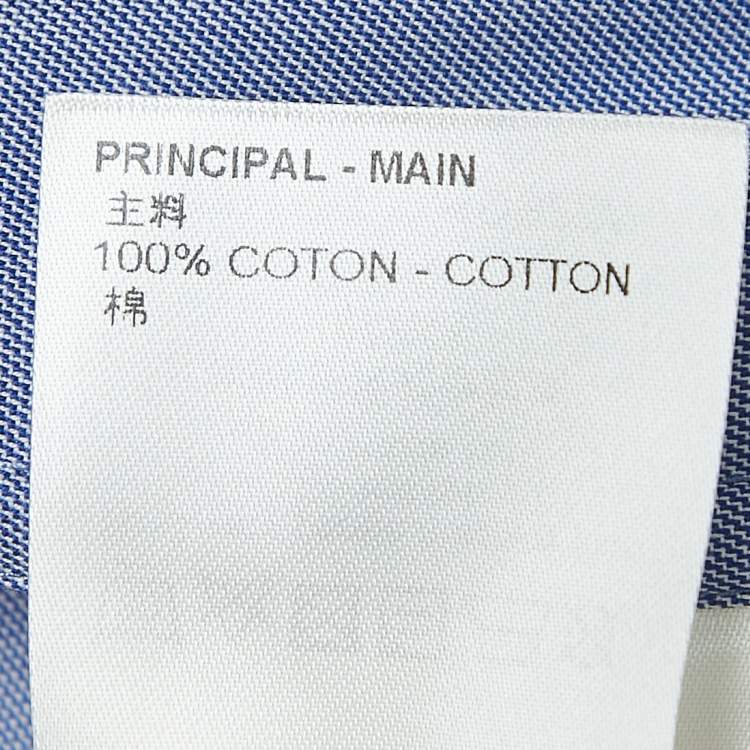 PRINCIPAL - MAIN
主料
100% COTON - COTTON
棉